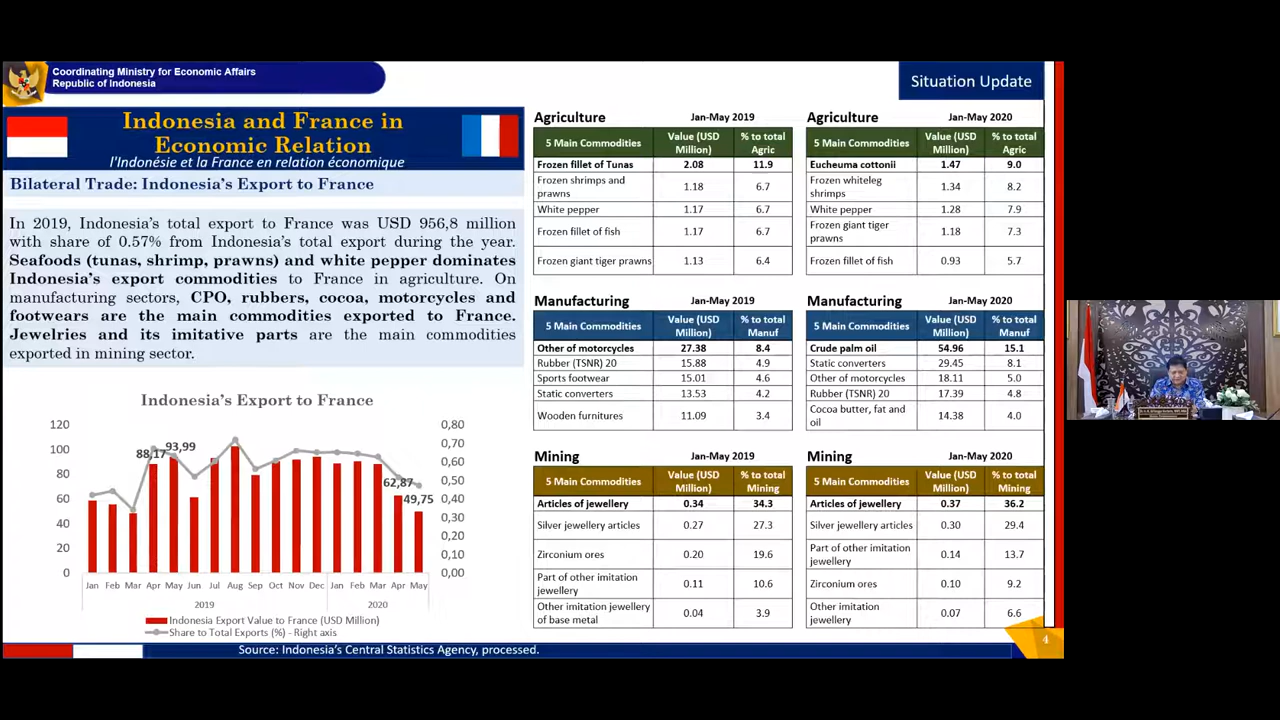 Coordinating Ministry for Economic Affairs
Republic of Indonesia
Situation Update
Indonesia and France in
Economic Relation
l'Indonésie et la France en relation économique
Bilateral Trade: Indonesia's Export to France
In 2019, Indonesia's total export to France was USD 956,8 million
with share of 0.57% from Indonesia's total export during the year.
Seafoods (tunas, shrimp, prawns) and white pepper dominates
Indonesia's export commodities to France in agriculture. On
manufacturing sectors, CPO, rubbers, cocoa, motorcycles and
footwears are the main commodities exported to France.
Jewelries and its imitative parts are the main commodities
exported in mining sector.
Indonesia's Export to France
120
100
80
60
40
20
0
0,80
0,70
0,60
0,50
0,40
0,30
0,20
0,10
0,00
88,17
93,99
62,87
49,75
Jan Feb Mar Apr May Jun Jul Aug Sep Oct Nov Dec Jan Feb Mar Apr May
2019 2020
Indonesia Export Value to France (USD Million)
Share to Total Exports (%) - Right axis
Agriculture Jan-May 2019
5 Main Commodities Value (USD Million) % to total Agric
Frozen fillet of Tunas 2.08 11.9
Frozen shrimps and prawns 1.18 6.7
White pepper 1.17 6.7
Frozen fillet of fish 1.17 6.7
Frozen giant tiger prawns 1.13 6.4
Agriculture Jan-May 2020
5 Main Commodities Value (USD Million) % to total Agric
Eucheuma cottonii 1.47 9.0
Frozen whiteleg shrimps 1.34 8.2
White pepper 1.28 7.9
Frozen giant tiger prawns 1.18 7.3
Frozen fillet of fish 0.93 5.7
Manufacturing Jan-May 2019
5 Main Commodities Value (USD Million) % to total Manuf
Other of motorcycles 27.38 8.4
Rubber (TSNR) 20 15.88 4.9
Sports footwear 15.01 4.6
Static converters 13.53 4.2
Wooden furnitures 11.09 3.4
Manufacturing Jan-May 2020
5 Main Commodities Value (USD Million) % to total Manuf
Crude palm oil 54.96 15.1
Static converters 29.45 8.1
Other of motorcycles 18.11 5.0
Rubber (TSNR) 20 17.39 4.8
Cocoa butter, fat and oil 14.38 4.0
Mining Jan-May 2019
5 Main Commodities Value (USD Million) % to total Mining
Articles of jewellery 0.34 34.3
Silver jewellery articles 0.27 27.3
Zirconium ores 0.20 19.6
Part of other imitation jewellery 0.11 10.6
Other imitation jewellery of base metal 0.04 3.9
Mining Jan-May 2020
5 Main Commodities Value (USD Million) % to total Mining
Articles of jewellery 0.37 36.2
Silver jewellery articles 0.30 29.4
Part of other imitation jewellery 0.14 13.7
Zirconium ores 0.10 9.2
Other imitation jewellery 0.07 6.6
4
Source: Indonesia's Central Statistics Agency, processed.